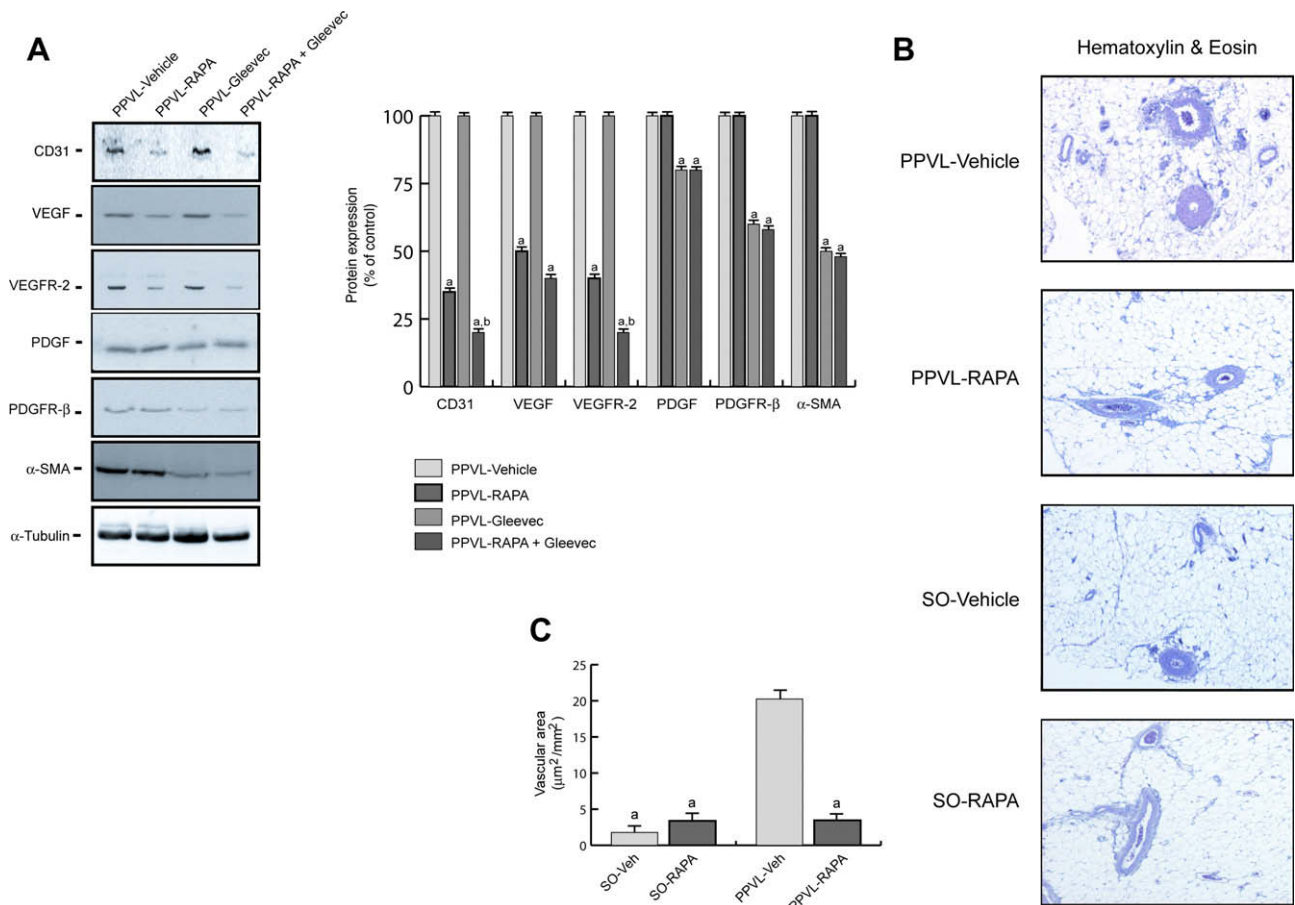 A
PPVL-Vehicle
PPVL-RAPA
PPVL-Gleevec
PPVL-RAPA + Gleevec
CD31
VEGF
VEGFR-2
PDGF
PDGFR-β
α-SMA
α-Tubulin
Protein expression
(% of control)
100
75
50
25
0
a
a,b
a
a
a
a,b
a
a
a
a
a
a
CD31
VEGF
VEGFR-2
PDGF
PDGFR-β
α-SMA
PPVL-Vehicle
PPVL-RAPA
PPVL-Gleevec
PPVL-RAPA + Gleevec
B
Hematoxylin & Eosin
PPVL-Vehicle
PPVL-RAPA
SO-Vehicle
SO-RAPA
C
Vascular area
(μm²/mm²)
25
20
15
10
5
0
a
a
a
SO-Veh
SO-RAPA
PPVL-Veh
PPVL-RAPA